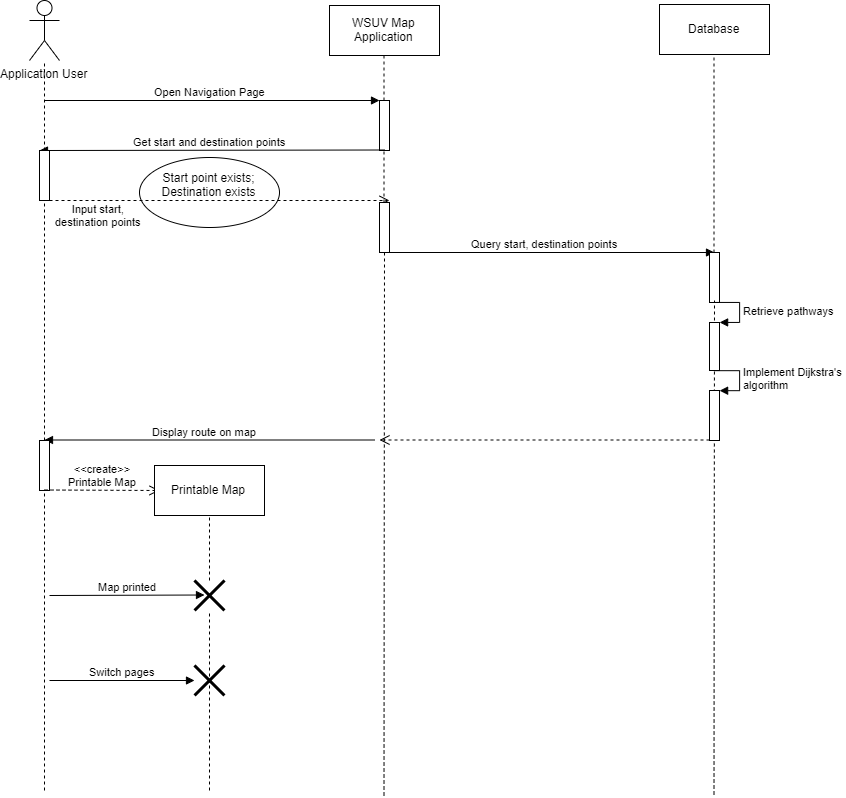 WSUV Map
Application
Database
Application User
Open Navigation Page
Get start and destination points
Start point exists;
Destination exists
Input start,
destination points
Query start, destination points
Retrieve pathways
Implement Dijkstra's
algorithm
Display route on map
<<create>>
Printable Map
Printable Map
Map printed
Switch pages